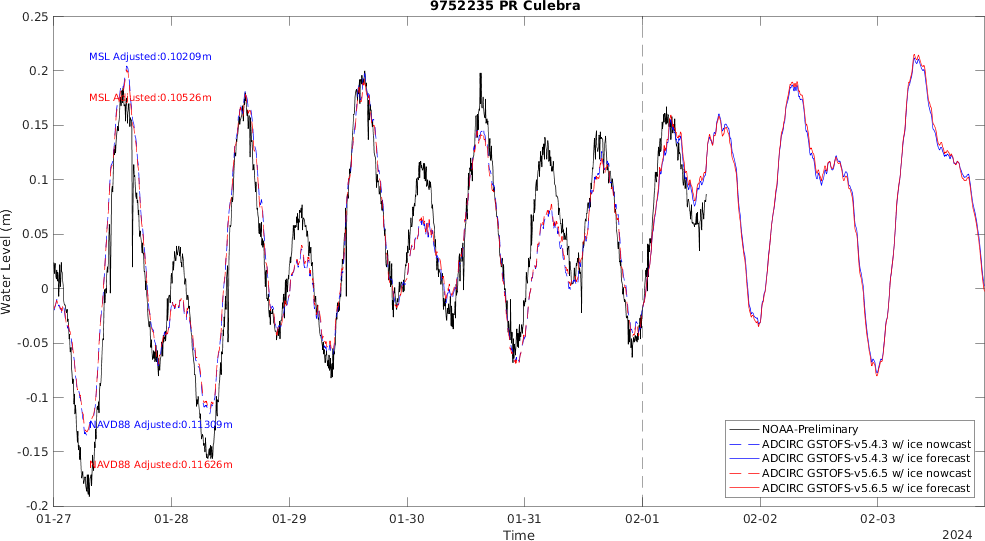 9752235 PR Culebra
0.25
MSL Adjusted:0.10209m
0.2
MSL Adjusted:0.10526m
0.15
0.1
0.05
Water Level (m)
0
-0.05
-0.1
NAVD88 Adjusted:0.11309m
-0.15
NAVD88 Adjusted:0.11626m
-0.2
NOAA-Preliminary
ADCIRC GSTOFS-v5.4.3 w/ ice nowcast
ADCIRC GSTOFS-v5.4.3 w/ ice forecast
ADCIRC GSTOFS-v5.6.5 w/ ice nowcast
ADCIRC GSTOFS-v5.6.5 w/ ice forecast
01-27 01-28 01-29 01-30 01-31 02-01 02-02 02-03
Time
2024